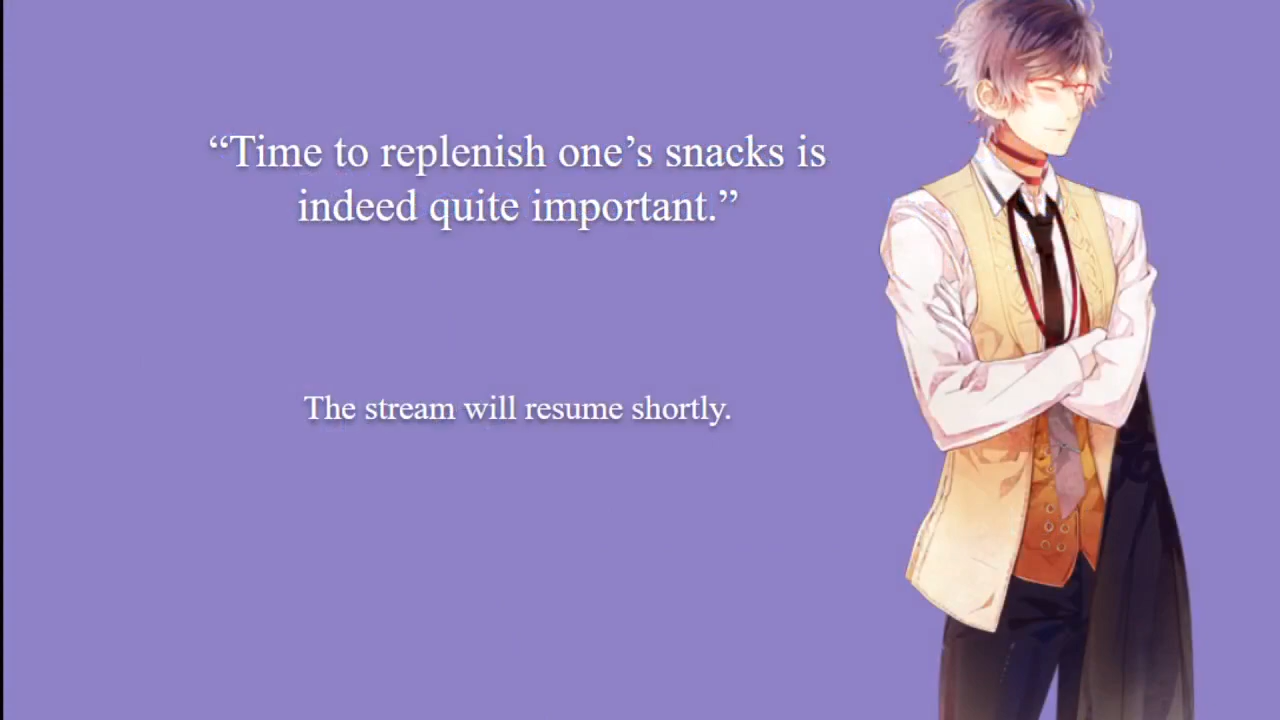 “Time to replenish one’s snacks is
indeed quite important.”
The stream will resume shortly.